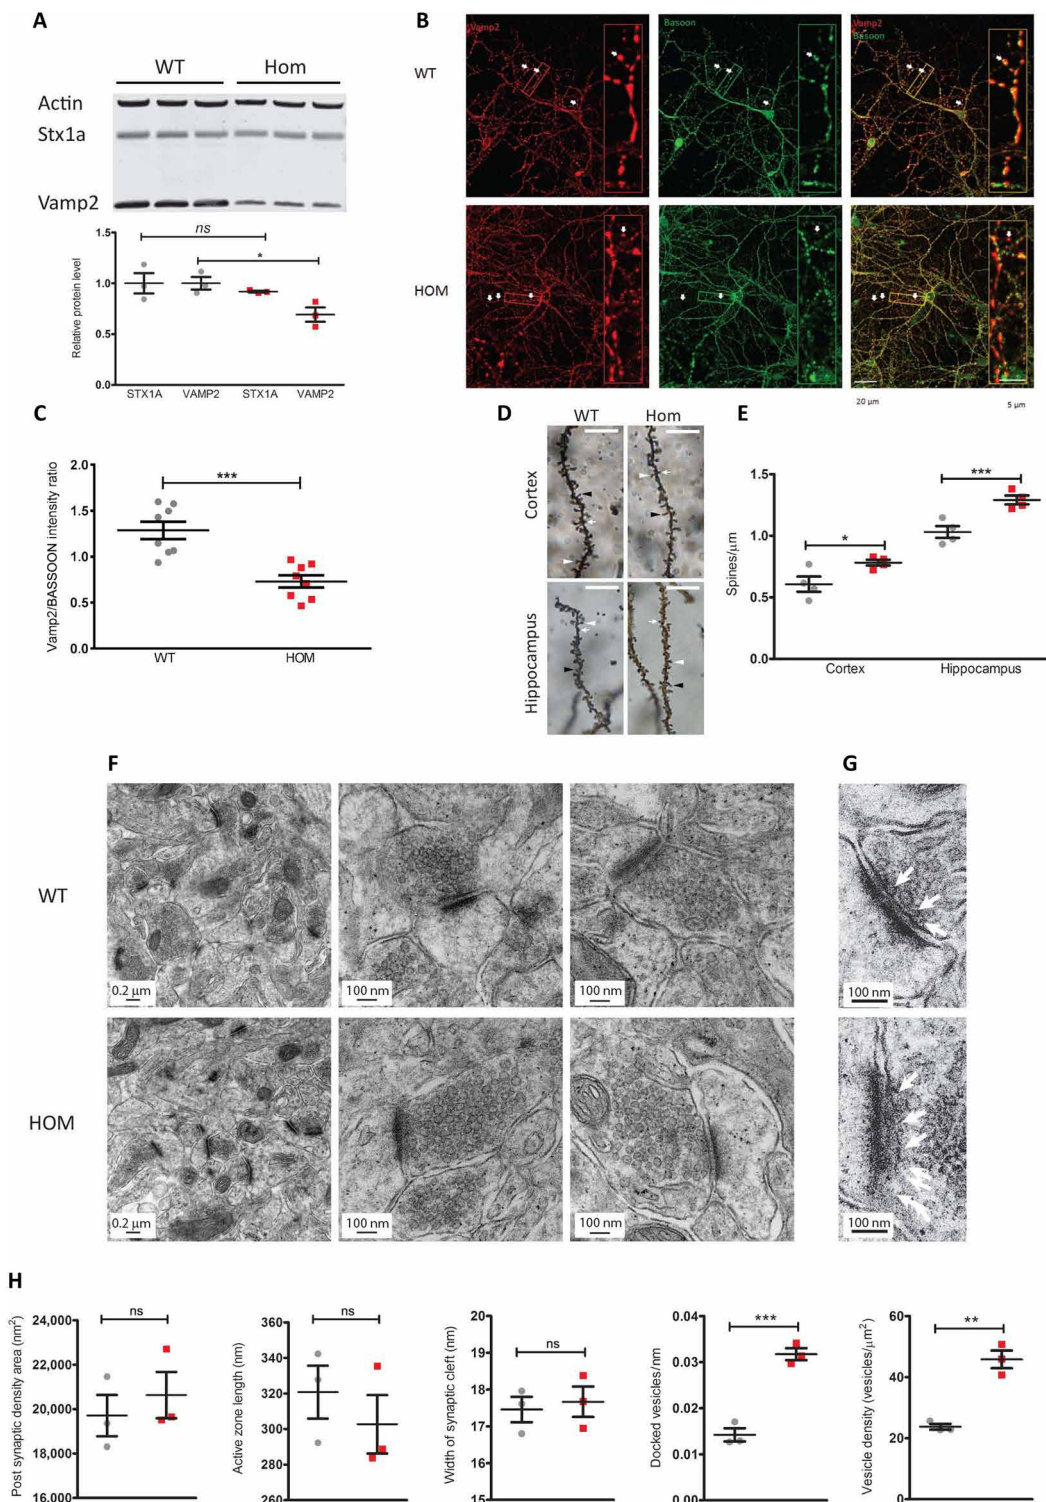 A
WT Hom
Actin
Stx1a
Vamp2
ns
*
Relative protein level
1.5
1.0
0.5
0.0
STX1A VAMP2 STX1A VAMP2
B
Vamp2 Basoon Vamp2
Basoon
WT
HOM
20 µm 5 µm
C
Vamp2/BASSOON intensity ratio
2.0
1.5
1.0
0.5
0.0
***
WT HOM
D
WT Hom
Cortex
Hippocampus
E
Spines/µm
1.5
1.0
0.5
0.0
*
***
Cortex Hippocampus
F
WT
0.2 µm 100 nm 100 nm
HOM
0.2 µm 100 nm 100 nm
G
100 nm
100 nm
H
Post synaptic density area (nm²)
24,000
22,000
20,000
18,000
16,000
ns
Active zone length (nm)
360
340
320
300
280
260
ns
Width of synaptic cleft (nm)
20
19
18
17
16
15
ns
Docked vesicles/nm
0.04
0.03
0.02
0.01
0.00
***
Vesicle density (vesicles/µm²)
60
40
20
0
**